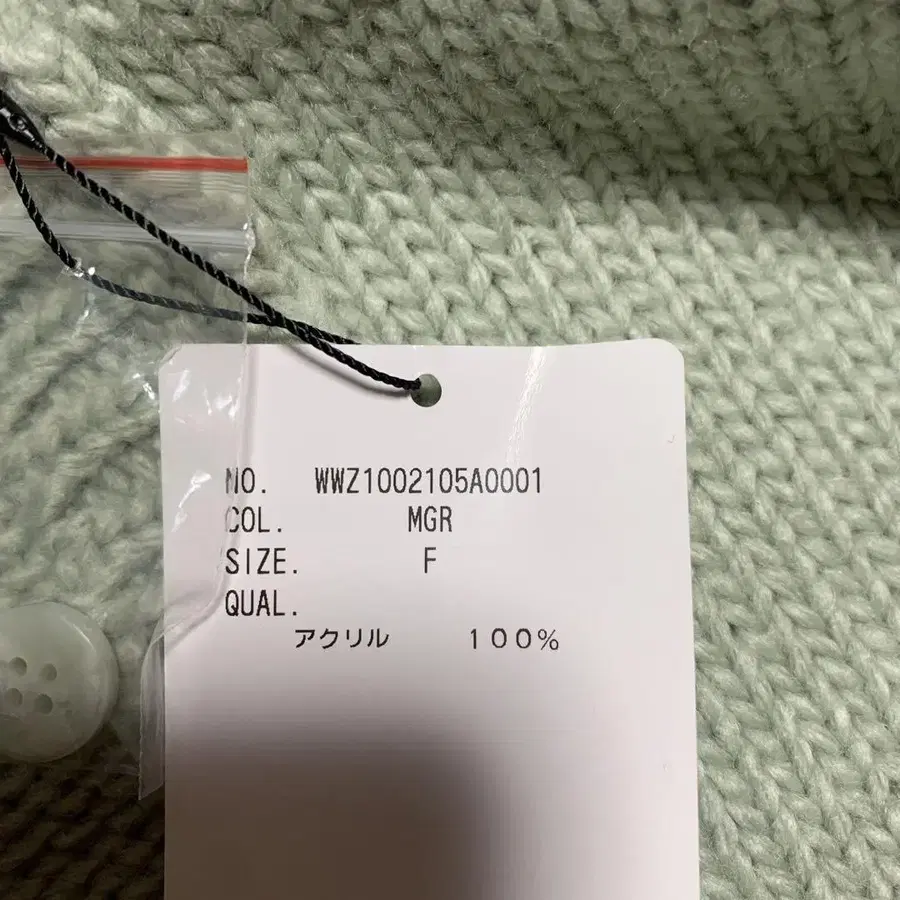 NO. WWZ1002105A0001
COL. MGR
SIZE. F
QUAL.
アクリル 100%